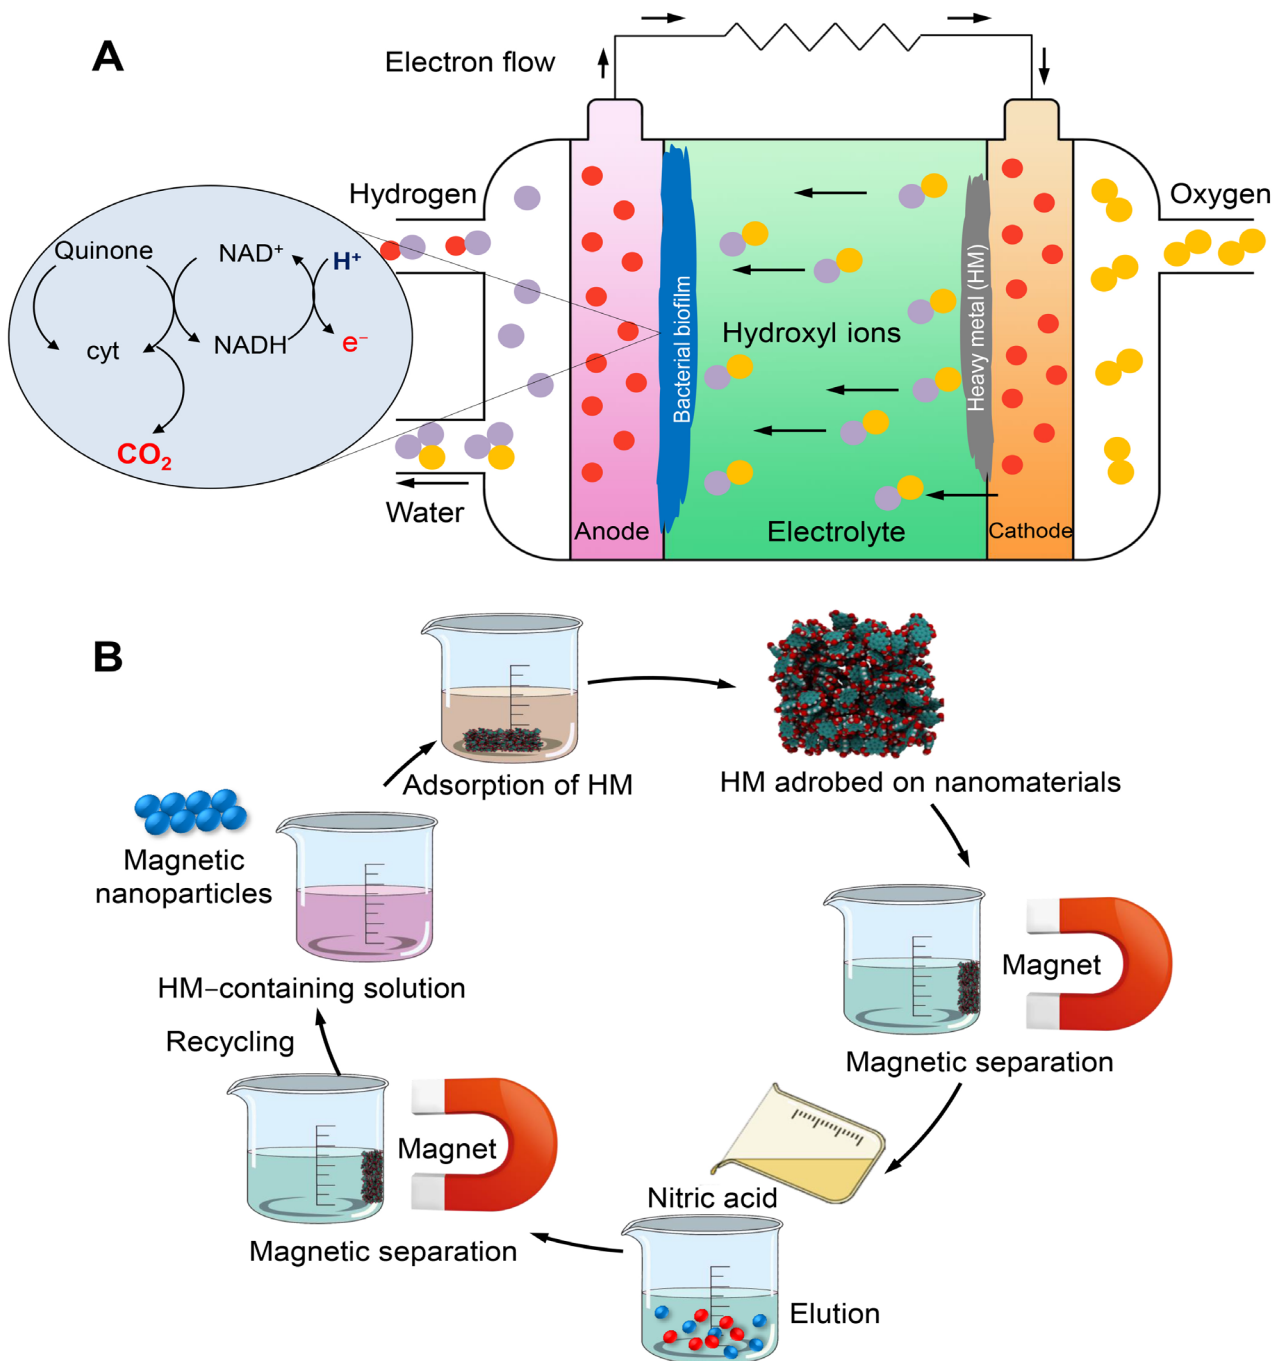 A
Electron flow
Hydrogen
Oxygen
Quinone
NAD⁺
H⁺
cyt
NADH
e⁻
CO₂
Bacterial biofilm
Hydroxyl ions
Heavy metal (HM)
Water
Anode
Electrolyte
Cathode
B
Adsorption of HM
HM adrobed on nanomaterials
Magnetic
nanoparticles
HM–containing solution
Magnet
Recycling
Magnetic separation
Magnet
Nitric acid
Magnetic separation
Elution